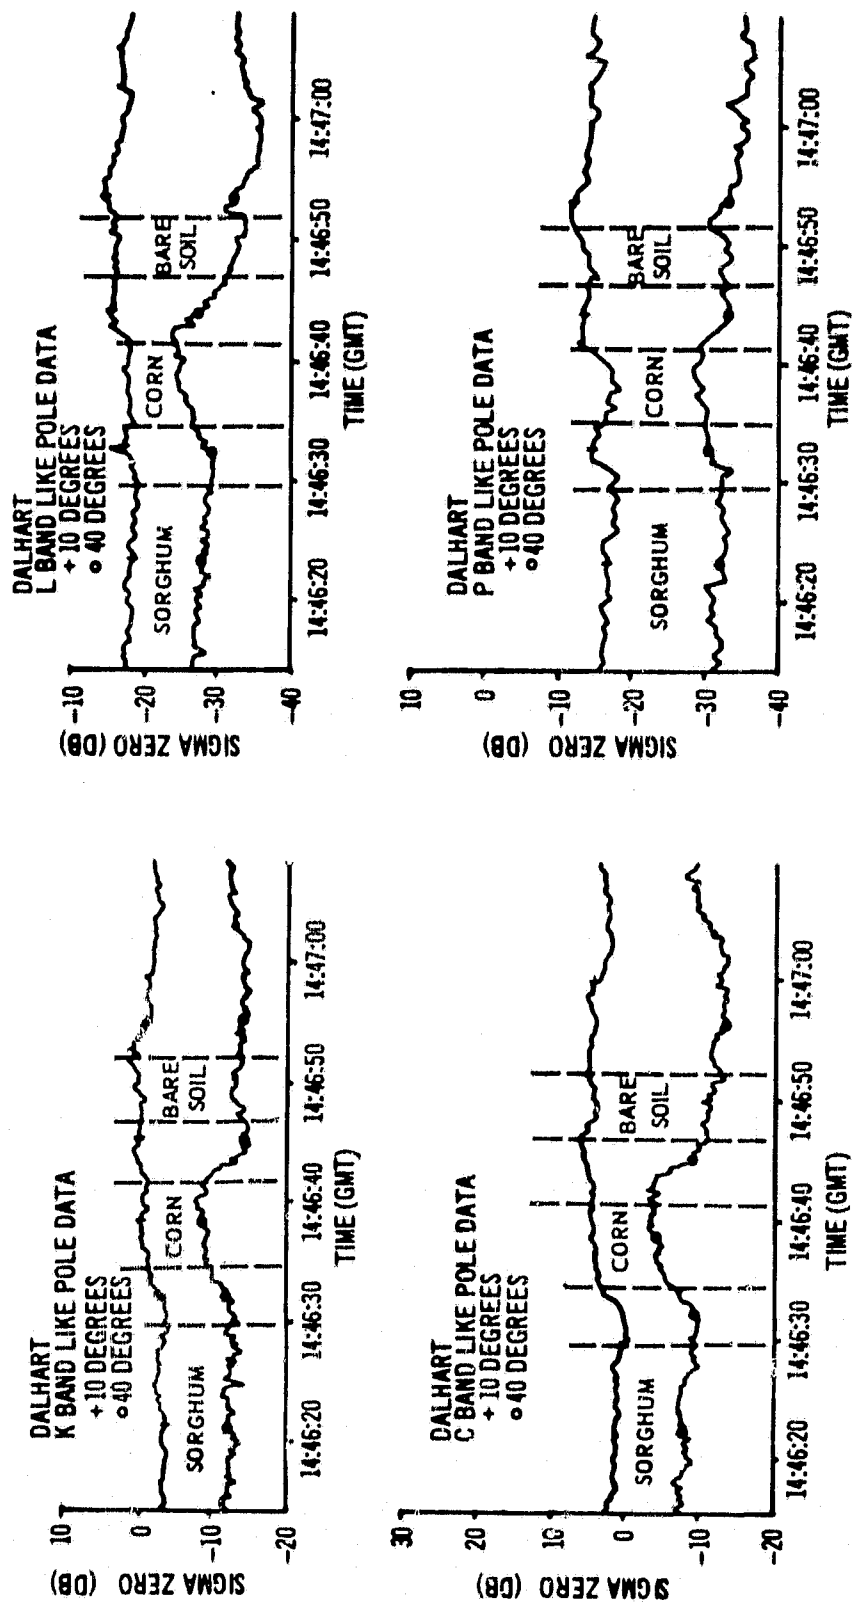 DALHART
K BAND LIKE POLE DATA
+ 10 DEGREES
o 40 DEGREES
SIGMA ZERO (DB)
10
0
-10
-20
SORGHUM
CORN
BARE
SOIL
14:46:20
14:46:30
14:46:40
14:46:50
14:47:00
TIME (GMT)
DALHART
L BAND LIKE POLE DATA
+ 10 DEGREES
o 40 DEGREES
SIGMA ZERO (DB)
-10
-20
-30
-40
SORGHUM
CORN
BARE
SOIL
14:46:20
14:46:30
14:46:40
14:46:50
14:47:00
TIME (GMT)
DALHART
C BAND LIKE POLE DATA
+ 10 DEGREES
o 40 DEGREES
SIGMA ZERO (DB)
30
20
10
0
-10
-20
SORGHUM
CORN
BARE
SOIL
14:46:20
14:46:30
14:46:40
14:46:50
14:47:00
TIME (GMT)
DALHART
P BAND LIKE POLE DATA
+ 10 DEGREES
o 40 DEGREES
SIGMA ZERO (DB)
10
0
-10
-20
-30
-40
SORGHUM
CORN
BARE
SOIL
14:46:20
14:46:30
14:46:40
14:46:50
14:47:00
TIME (GMT)